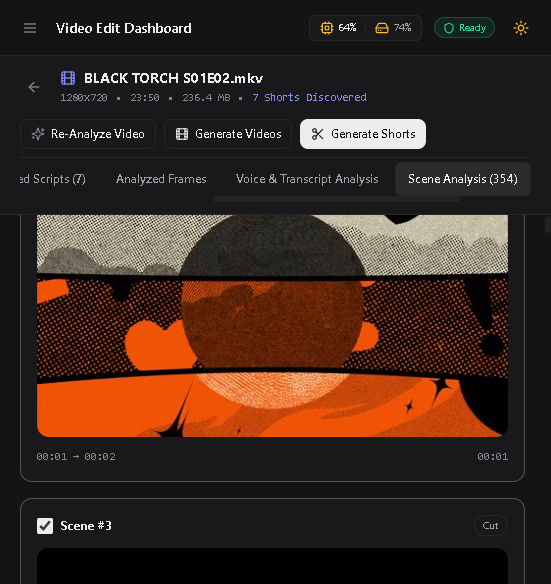 Video Edit Dashboard
64%
74%
Ready
BLACK TORCH S01E02.mkv
1280x720 • 23:50 • 236.4 MB • 7 Shorts Discovered
Re-Analyze Video
Generate Videos
Generate Shorts
ed Scripts (7)
Analyzed Frames
Voice & Transcript Analysis
Scene Analysis (354)
00:01 → 00:02
00:01
Scene #3
Cut